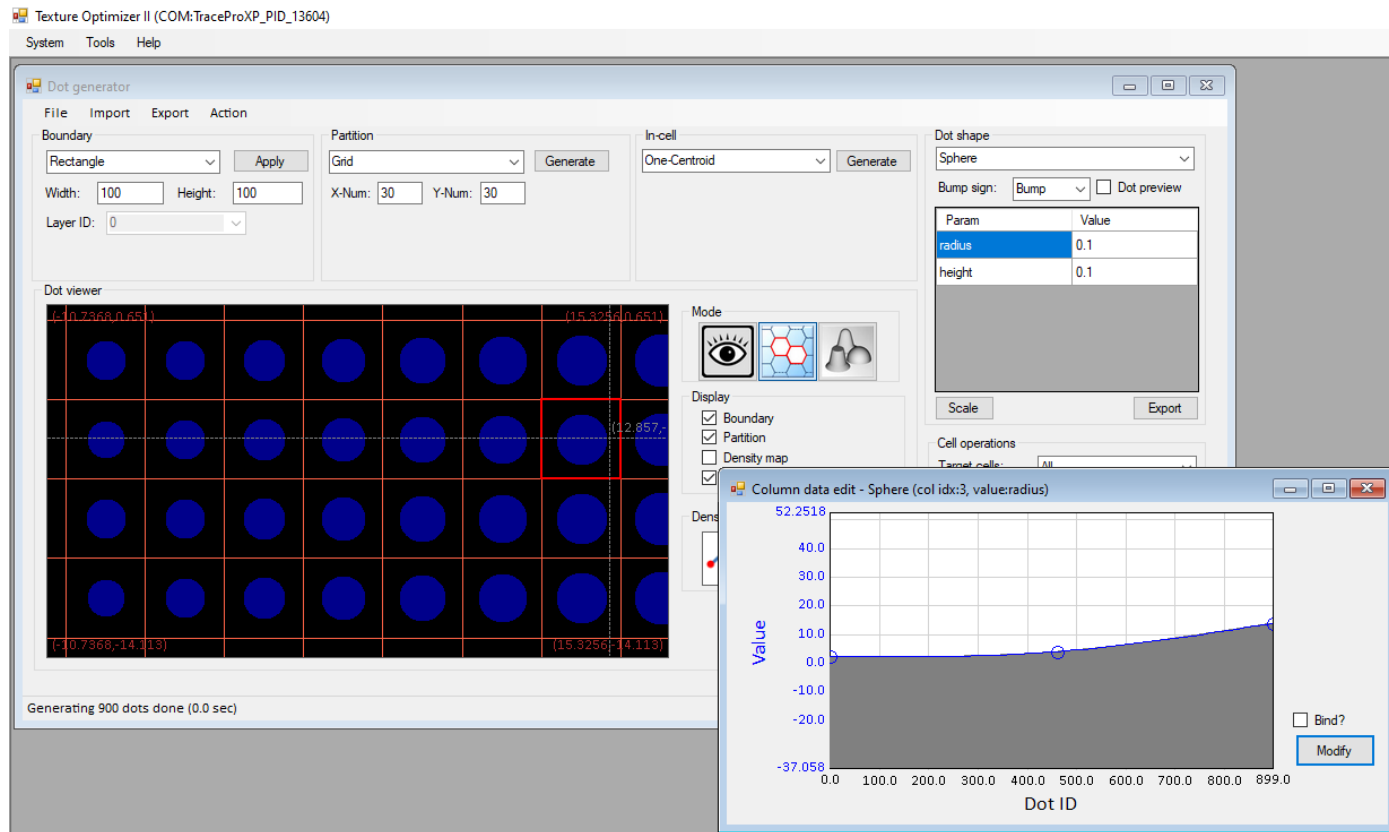 Texture Optimizer II (COM:TraceProXP_PID_13604)
System Tools Help
Dot generator
File Import Export Action
Boundary
Rectangle Apply
Width: 100 Height: 100
Layer ID: 0
Partition
Grid Generate
X-Num: 30 Y-Num: 30
In-cell
One-Centroid Generate
Dot shape
Sphere
Bump sign: Bump Dot preview
Param Value
radius 0.1
height 0.1
Scale Export
Cell operations
Target cells: All
Dot viewer
(-10.7368,0.651) (15.3256,0.651)
(12.857,-
(-10.7368,-14.113) (15.3256,-14.113)
Mode
Display
Boundary
Partition
Density map
Dens
Generating 900 dots done (0.0 sec)
Column data edit - Sphere (col idx:3, value:radius)
52.2518
40.0
30.0
20.0
10.0
0.0
-10.0
-20.0
-37.058
Value
0.0 100.0 200.0 300.0 400.0 500.0 600.0 700.0 800.0 899.0
Dot ID
Bind?
Modify